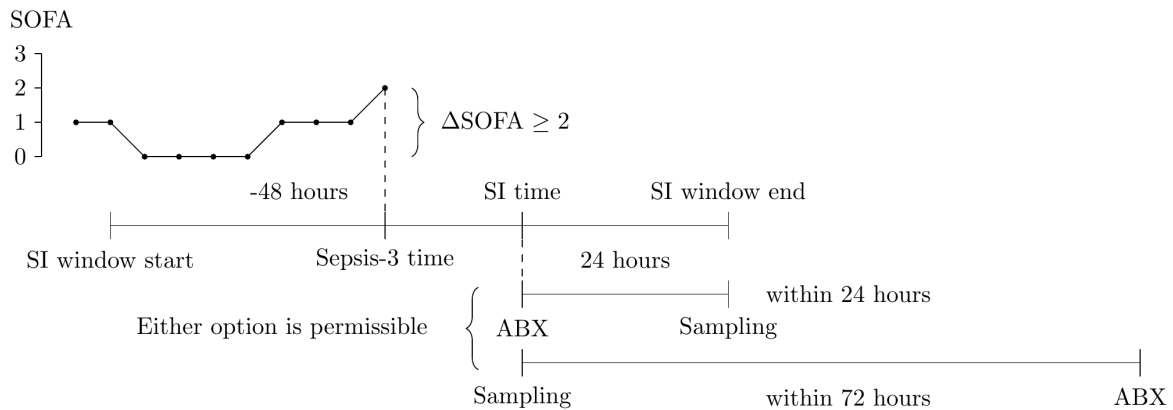 SOFA
3
2
1
0
ΔSOFA ≥ 2
-48 hours
SI time
SI window end
SI window start
Sepsis-3 time
24 hours
within 24 hours
Either option is permissible
ABX
Sampling
Sampling
within 72 hours
ABX